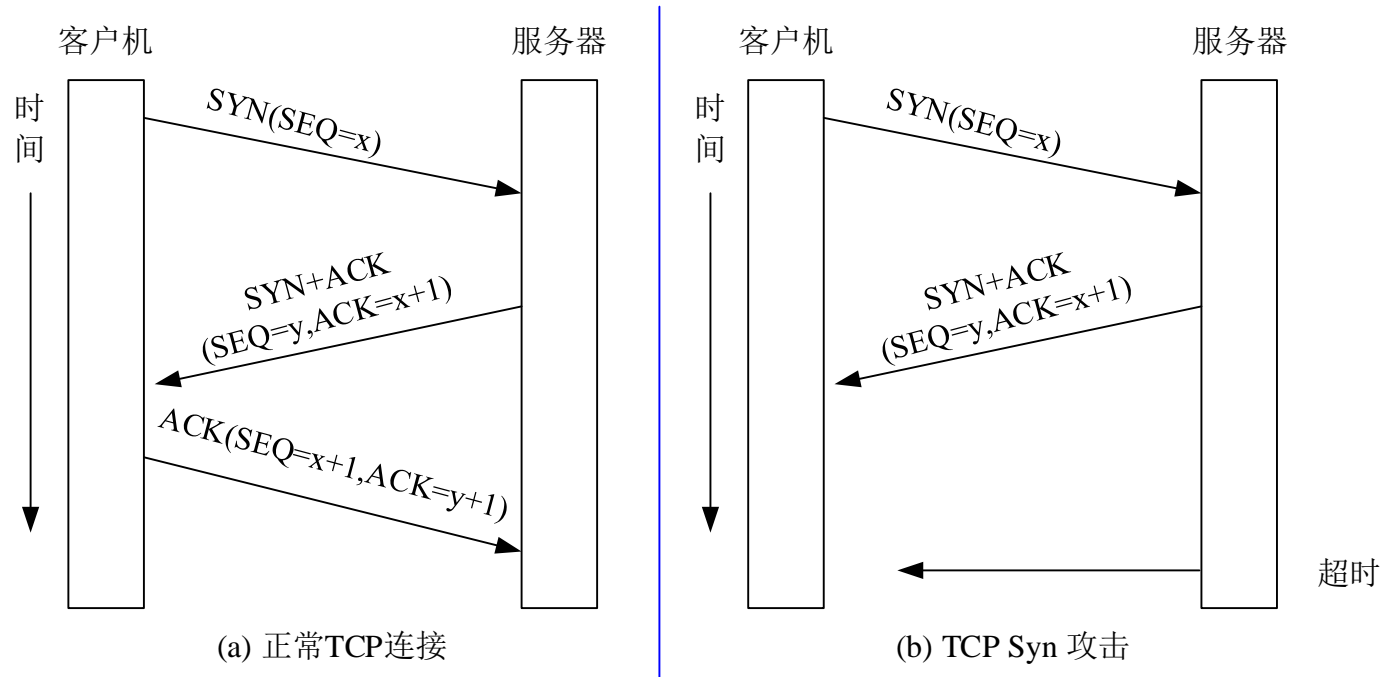 客户机
服务器
时
间
SYN(SEQ=x)
SYN+ACK
(SEQ=y,ACK=x+1)
ACK(SEQ=x+1,ACK=y+1)
(a) 正常TCP连接
客户机
服务器
时
间
SYN(SEQ=x)
SYN+ACK
(SEQ=y,ACK=x+1)
超时
(b) TCP Syn 攻击